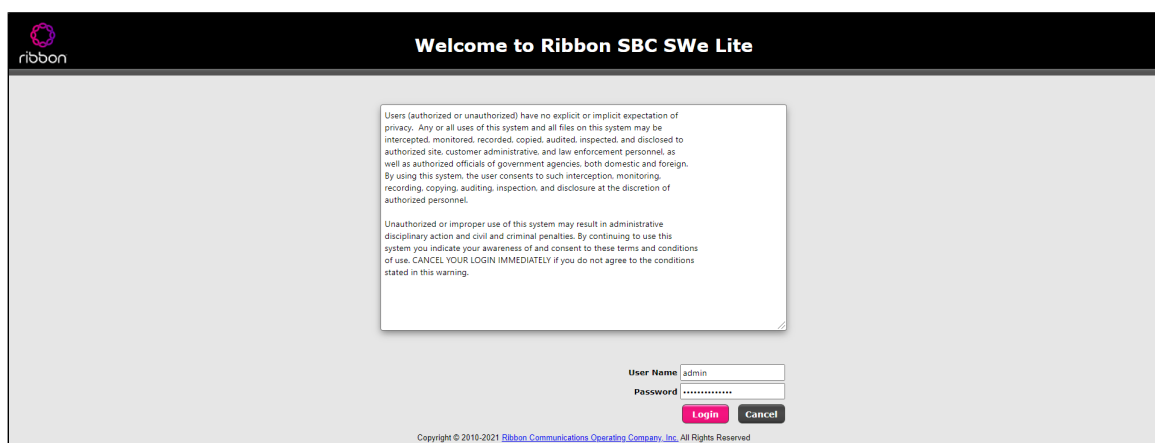 ribbon
Welcome to Ribbon SBC SWe Lite
Users (authorized or unauthorized) have no explicit or implicit expectation of
privacy. Any or all uses of this system and all files on this system may be
intercepted, monitored, recorded, copied, audited, inspected, and disclosed to
authorized site, customer administrative, and law enforcement personnel, as
well as authorized officials of government agencies, both domestic and foreign.
By using this system, the user consents to such interception, monitoring,
recording, copying, auditing, inspection, and disclosure at the discretion of
authorized personnel.
Unauthorized or improper use of this system may result in administrative
disciplinary action and civil and criminal penalties. By continuing to use this
system you indicate your awareness of and consent to these terms and conditions
of use. CANCEL YOUR LOGIN IMMEDIATELY if you do not agree to the conditions
stated in this warning.
User Name admin
Password ••••••••••••••
Login Cancel
Copyright © 2010-2021 Ribbon Communications Operating Company, Inc. All Rights Reserved